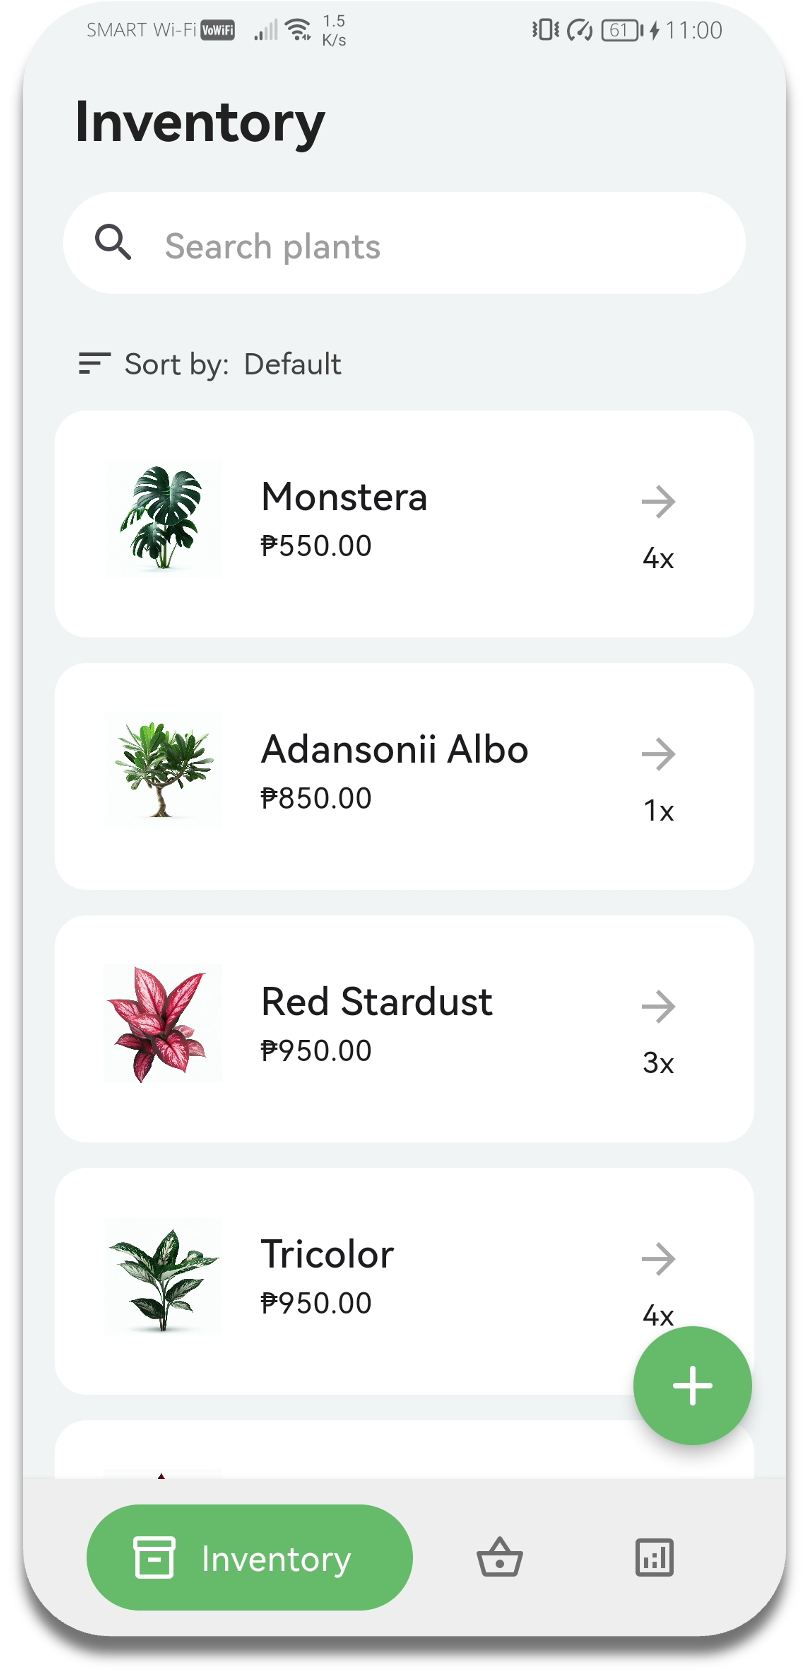 SMART Wi-Fi VoWiFi 1.5 K/s 61 11:00
Inventory
Search plants
Sort by: Default
Monstera
₱550.00
4x
Adansonii Albo
₱850.00
1x
Red Stardust
₱950.00
3x
Tricolor
₱950.00
4x
Inventory